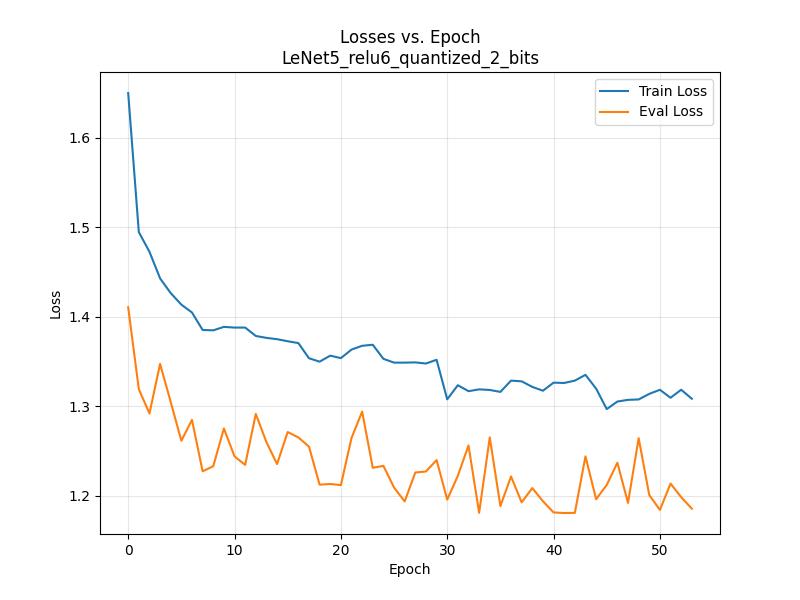 Losses vs. Epoch
LeNet5_relu6_quantized_2_bits
Train Loss
Eval Loss
1.6
1.5
1.4
1.3
1.2
Loss
0
10
20
30
40
50
Epoch